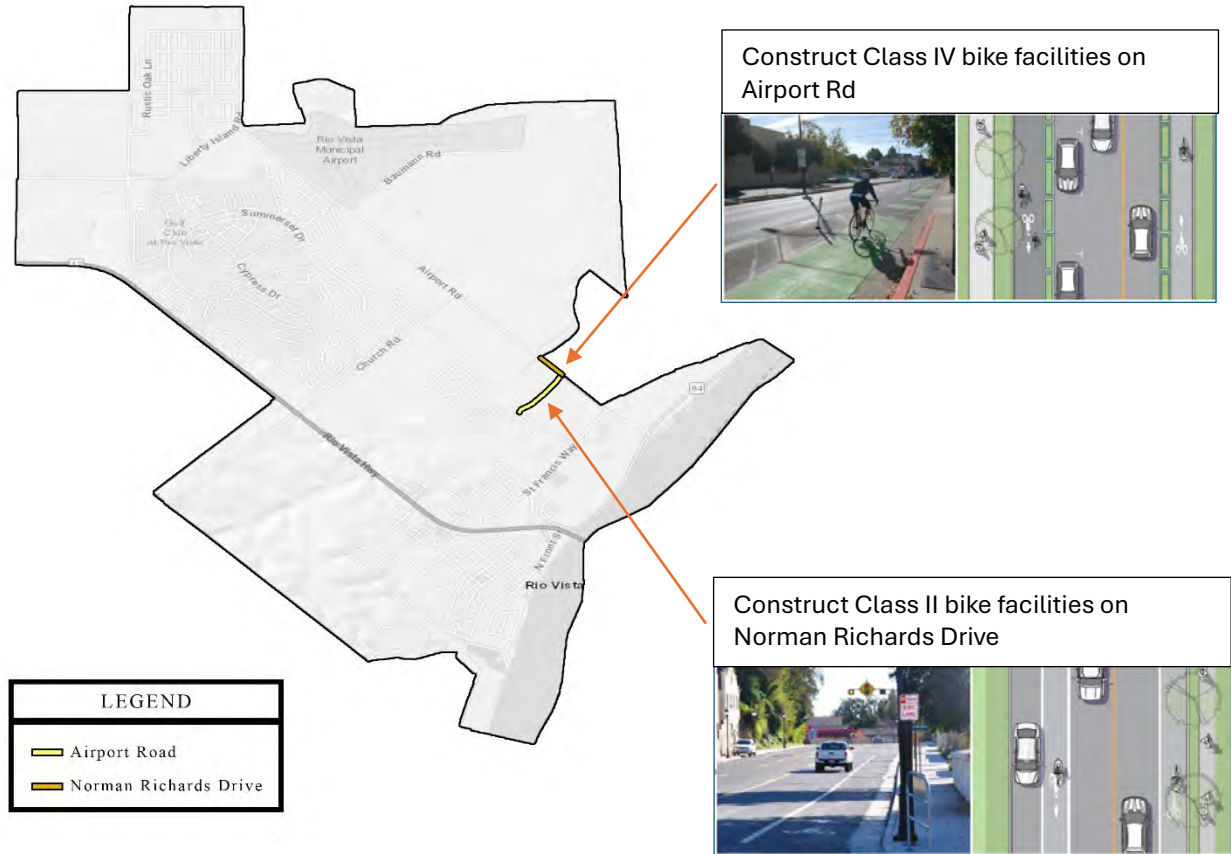 Construct Class IV bike facilities on
Airport Rd
Rustic Oak Ln
Liberty Island Rd
Rio Vista
Municipal
Airport
Baumann Rd
Summerset Dr
Golf
Club
at Rio Vista
Cypress Dr
Airport Rd
Church Rd
84
Rio Vista Hwy
St Francis Way
N Front St
Rio Vista
Construct Class II bike facilities on
Norman Richards Drive
LEGEND
Airport Road
Norman Richards Drive
BIKE
LANE